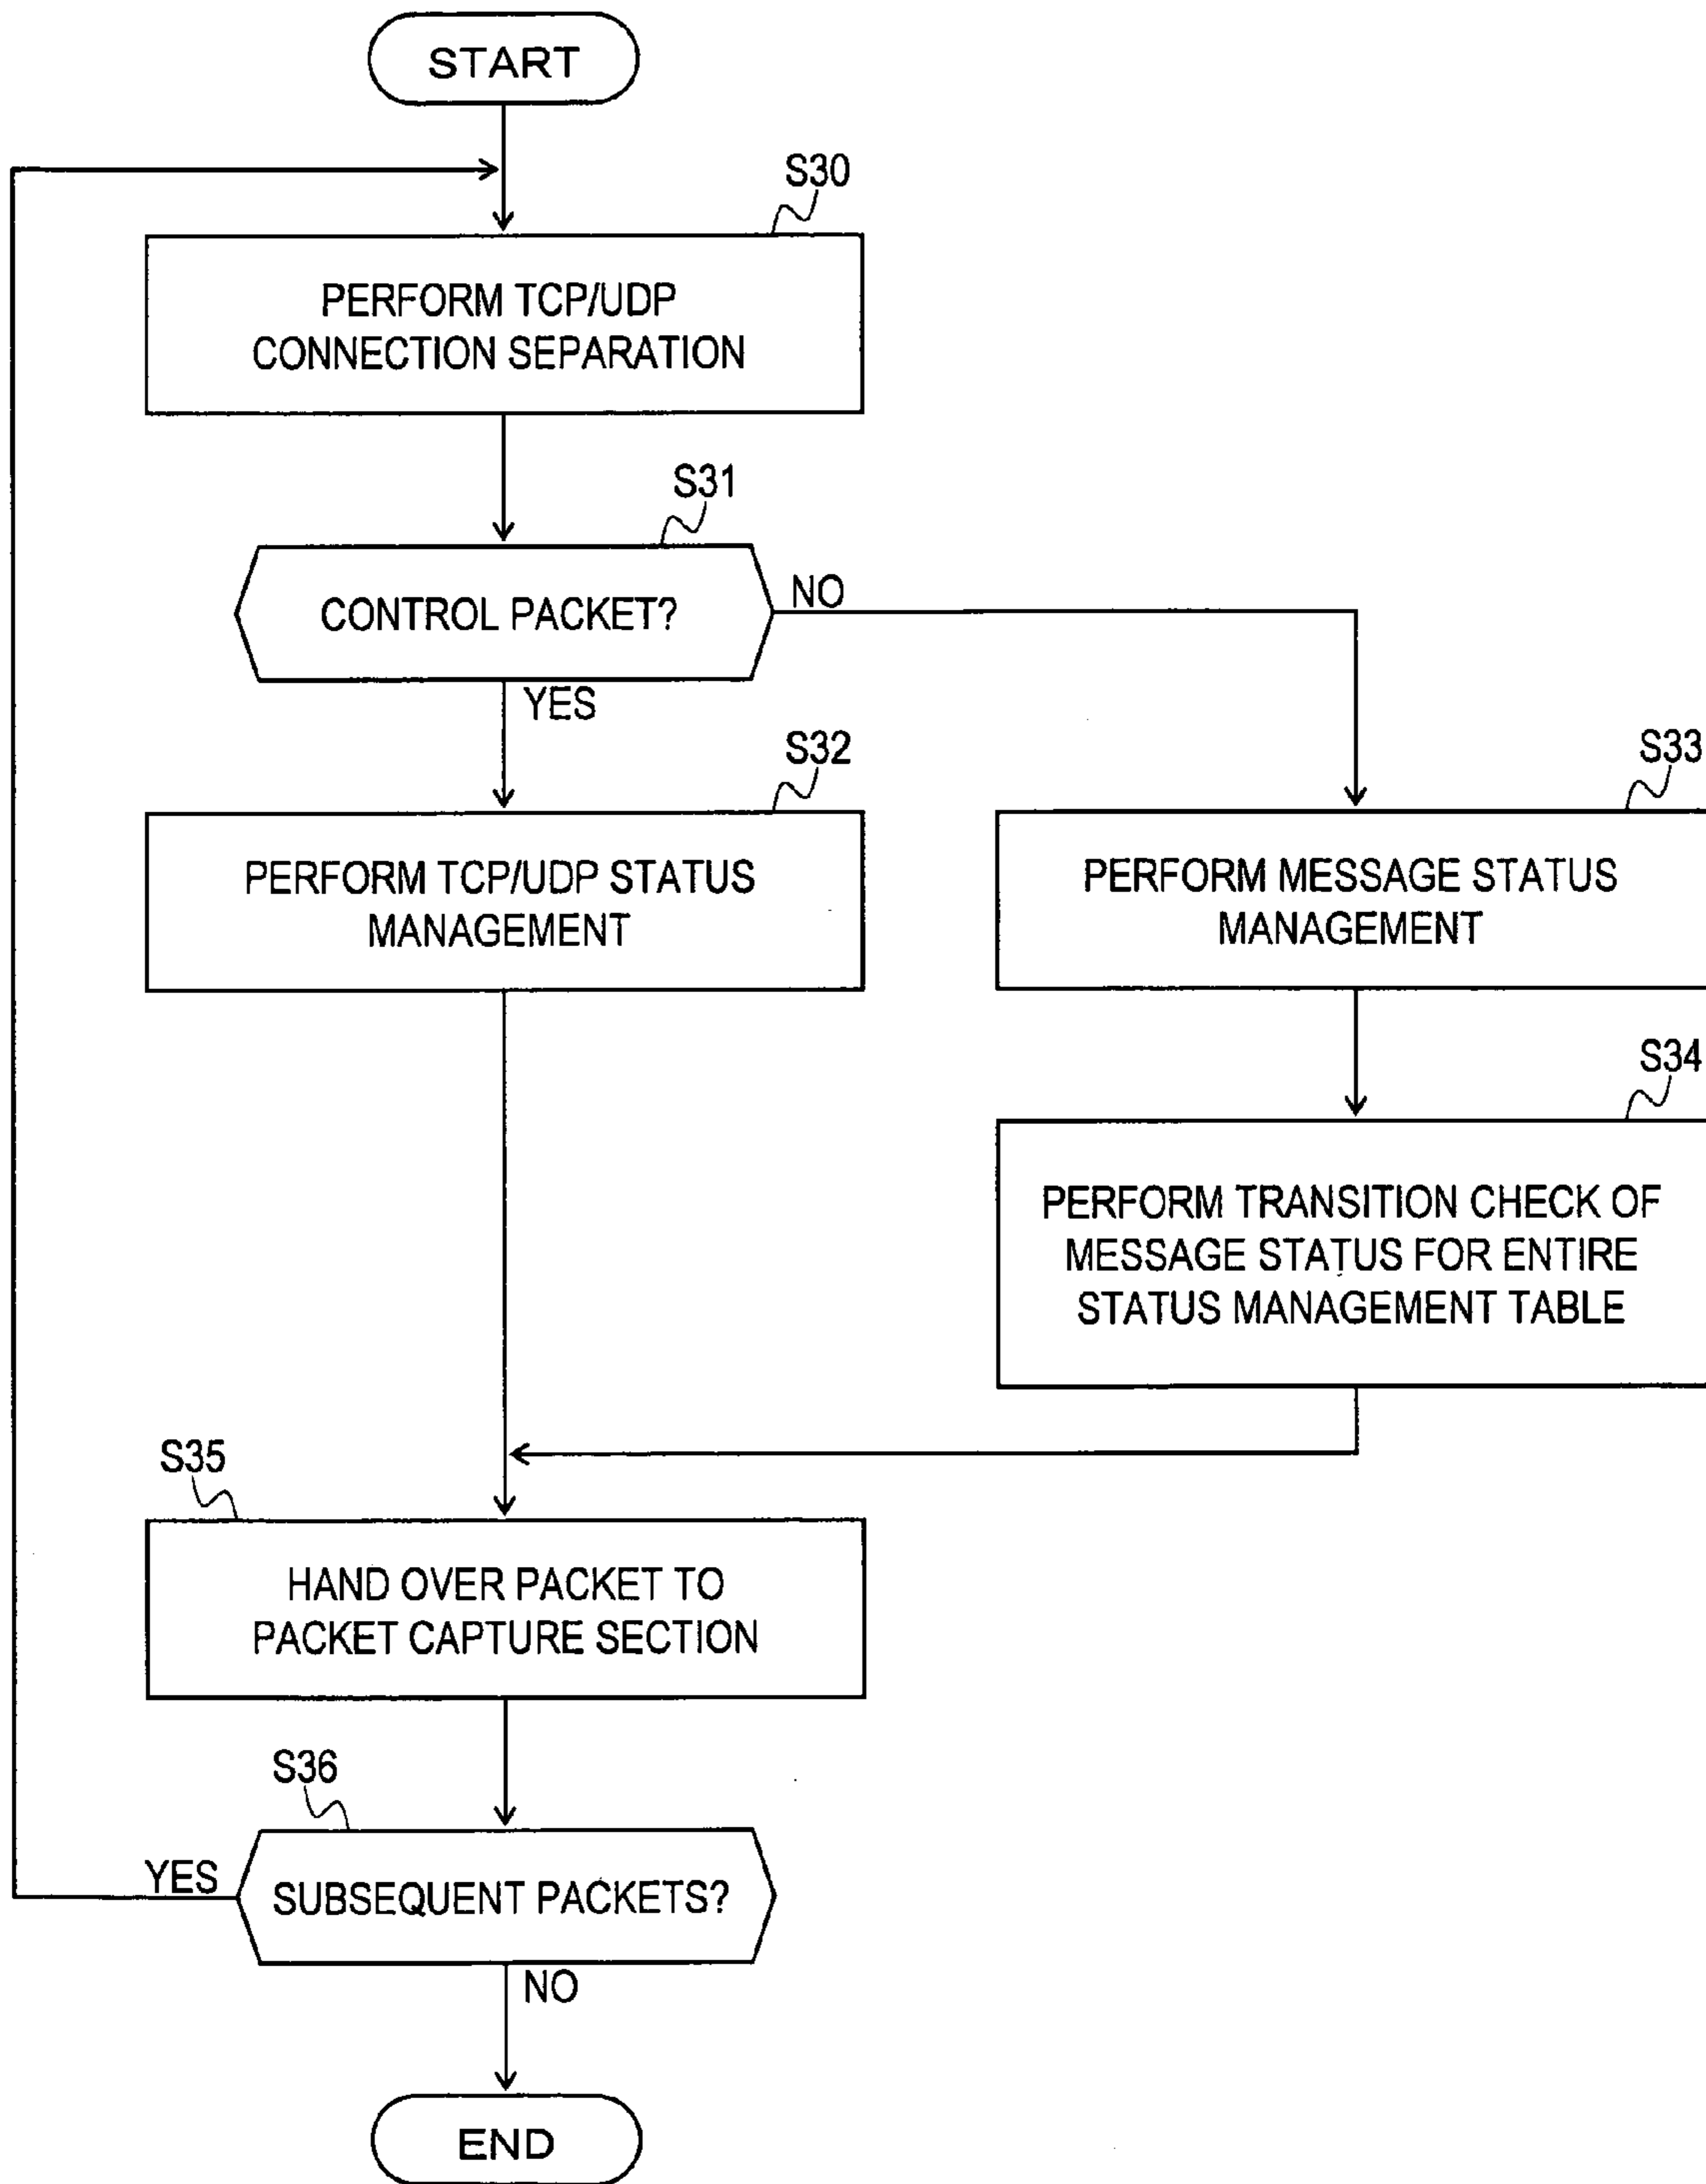 START
S30
PERFORM TCP/UDP
CONNECTION SEPARATION
S31
CONTROL PACKET?
NO
YES
S32
PERFORM TCP/UDP STATUS
MANAGEMENT
S33
PERFORM MESSAGE STATUS
MANAGEMENT
S34
PERFORM TRANSITION CHECK OF
MESSAGE STATUS FOR ENTIRE
STATUS MANAGEMENT TABLE
S35
HAND OVER PACKET TO
PACKET CAPTURE SECTION
S36
YES
SUBSEQUENT PACKETS?
NO
END